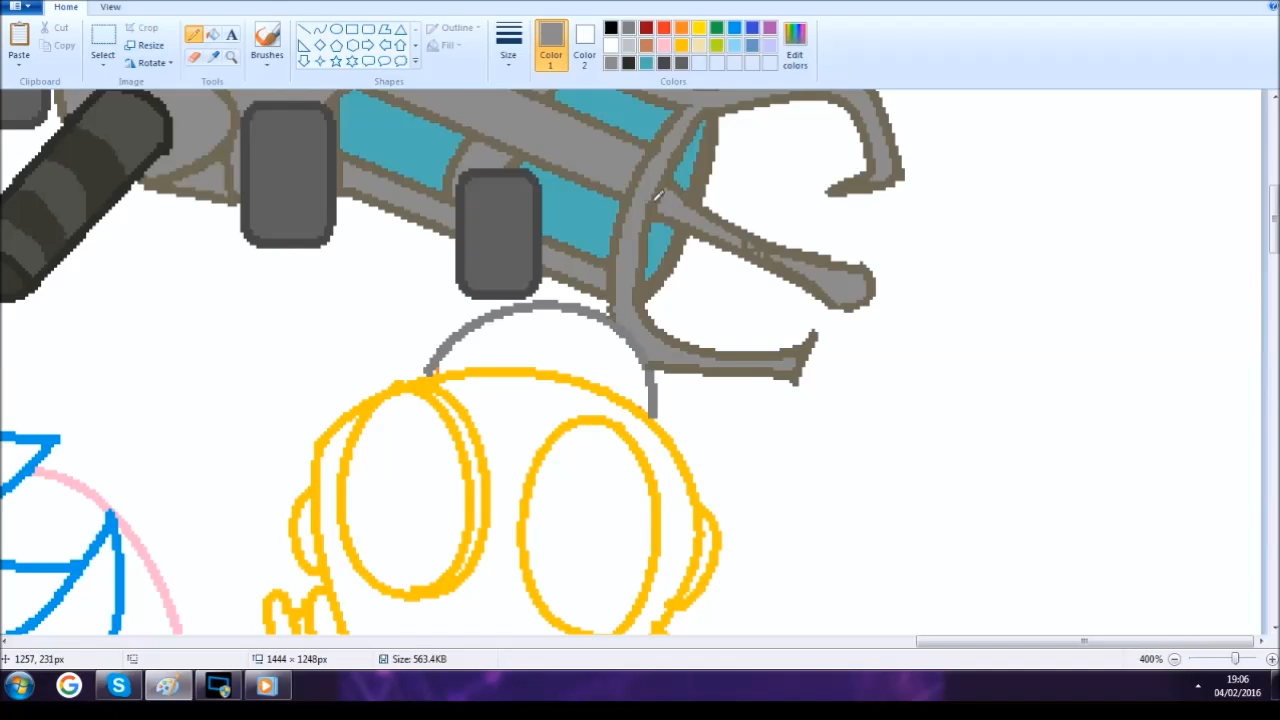 Home View
Paste
Cut
Copy
Clipboard
Select
Crop
Resize
Rotate
Image
A
Tools
Brushes
Outline
Fill
Shapes
Size
Color
1
Color
2
Edit
colors
Colors
1257, 231px
1444 × 1248px
Size: 563.4KB
400%
G
S
19:06
04/02/2016